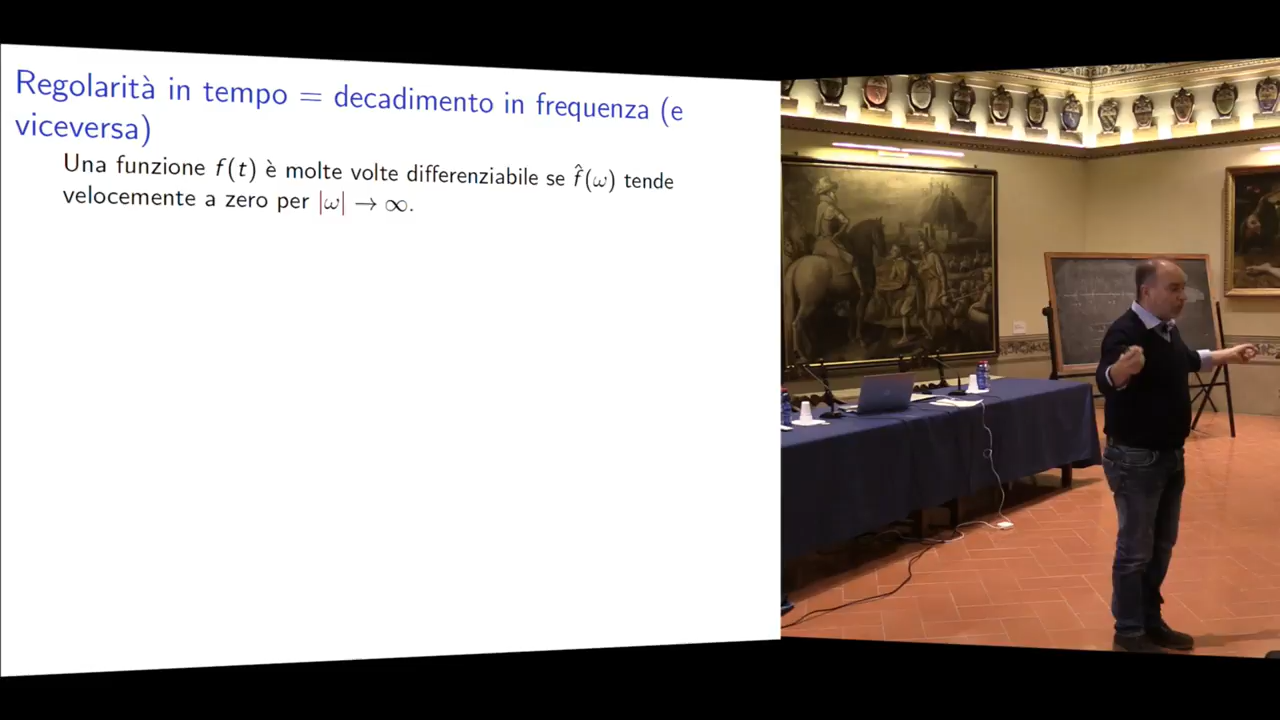 Regolarità in tempo = decadimento in frequenza (e
viceversa)
Una funzione f(t) è molte volte differenziabile se f̂(ω) tende
velocemente a zero per |ω| → ∞.